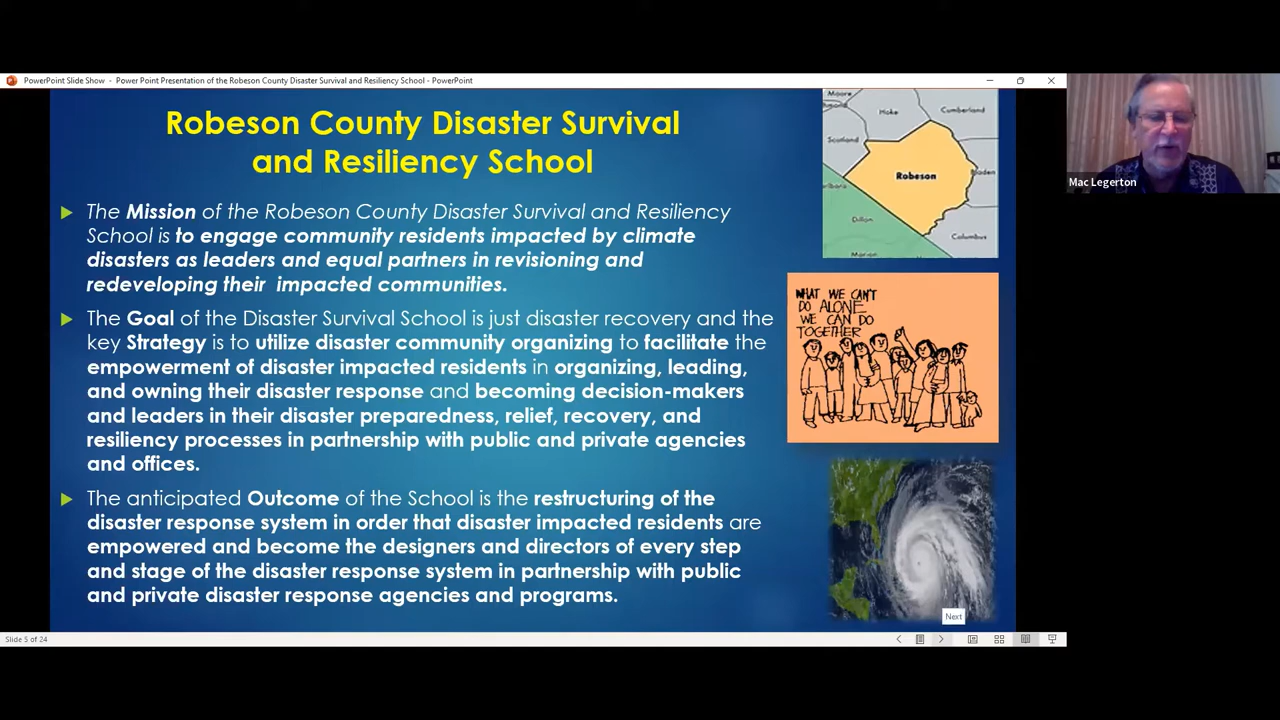 PowerPoint Slide Show - Power Point Presentation of the Robeson County Disaster Survival and Resiliency School - PowerPoint
Robeson County Disaster Survival
and Resiliency School
The Mission of the Robeson County Disaster Survival and Resiliency
School is to engage community residents impacted by climate
disasters as leaders and equal partners in revisioning and
redeveloping their impacted communities.
The Goal of the Disaster Survival School is just disaster recovery and the
key Strategy is to utilize disaster community organizing to facilitate the
empowerment of disaster impacted residents in organizing, leading,
and owning their disaster response and becoming decision-makers
and leaders in their disaster preparedness, relief, recovery, and
resiliency processes in partnership with public and private agencies
and offices.
The anticipated Outcome of the School is the restructuring of the
disaster response system in order that disaster impacted residents are
empowered and become the designers and directors of every step
and stage of the disaster response system in partnership with public
and private disaster response agencies and programs.
Moore
Hoke
Cumberland
Scotland
Robeson
Dillon
Columbus
WHAT WE CAN'T
DO ALONE
WE CAN DO
TOGETHER
Next
Slide 5 of 24
Mac Legerton